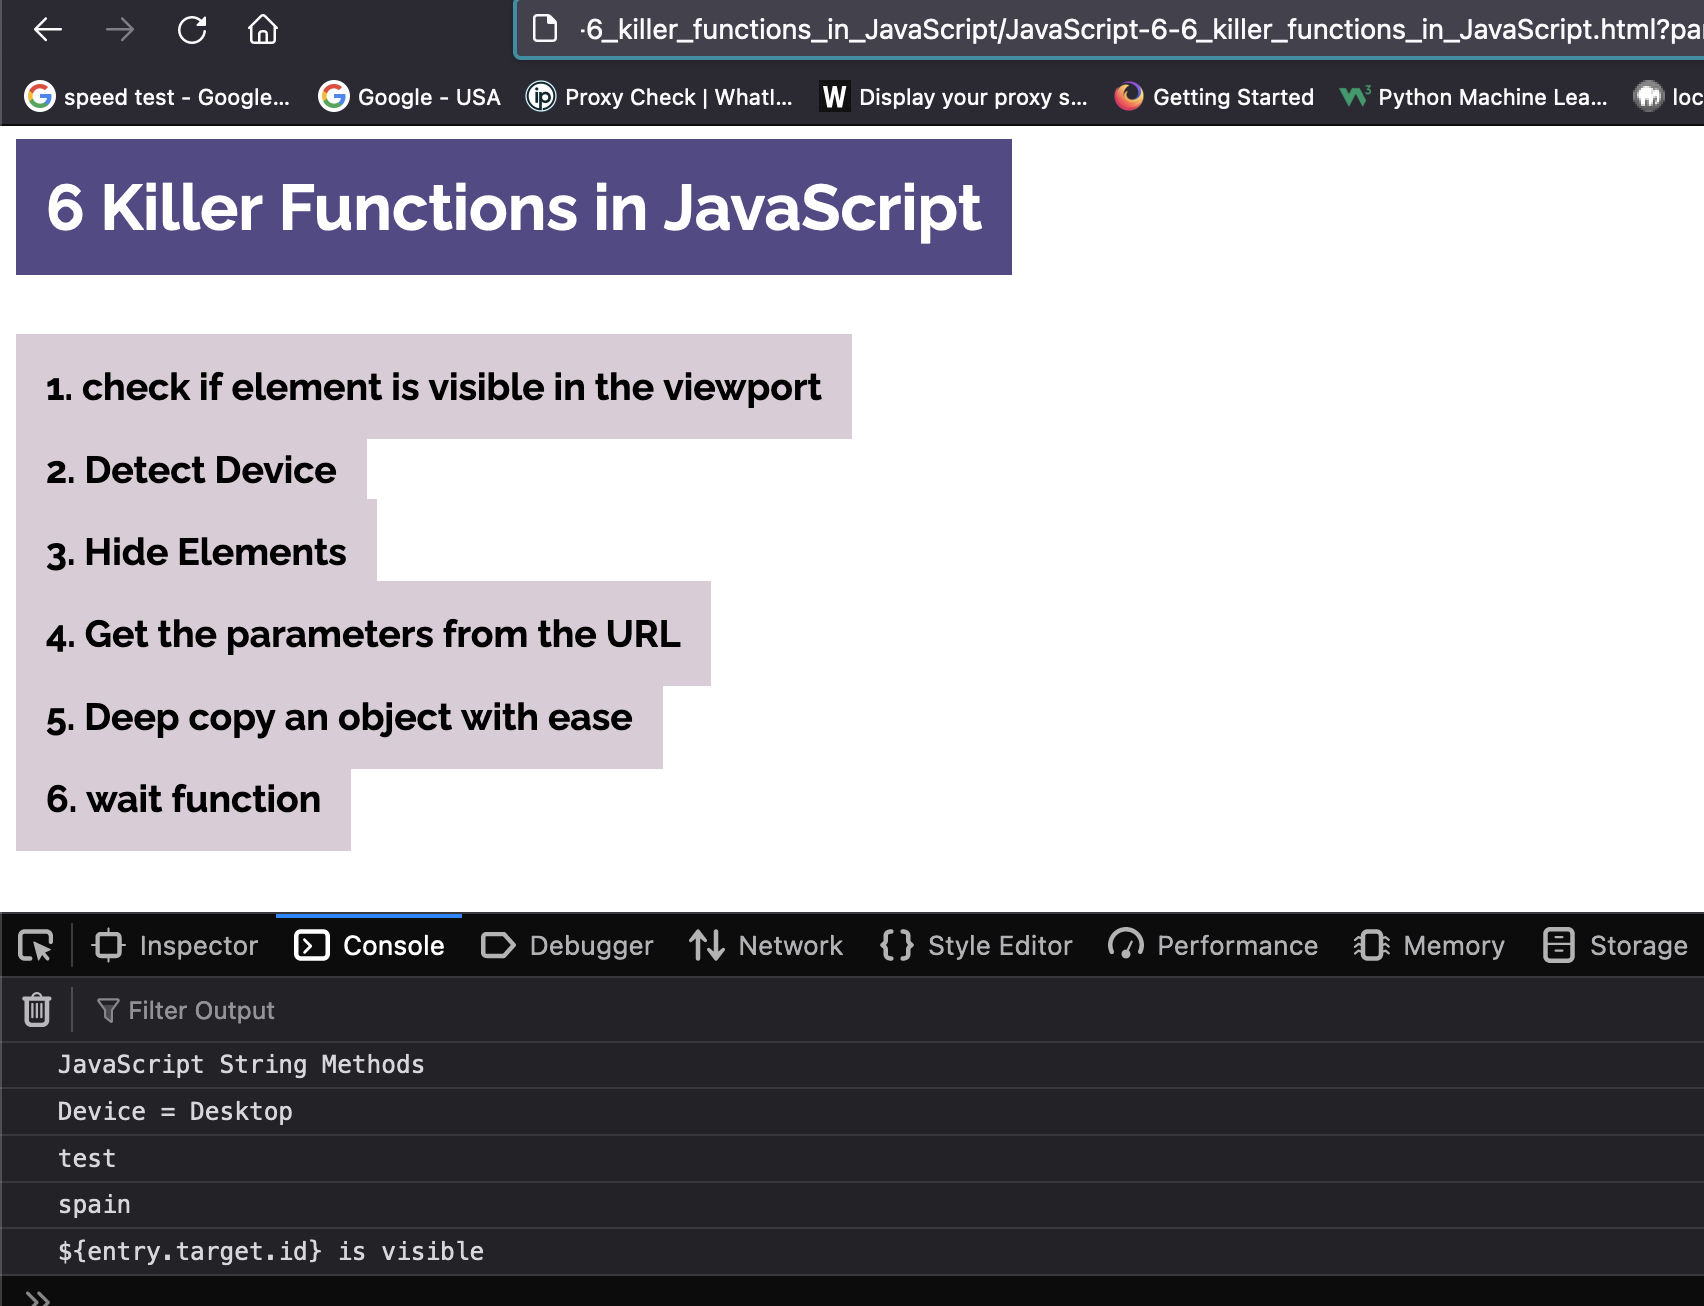 ·6_killer_functions_in_JavaScript/JavaScript-6-6_killer_functions_in_JavaScript.html?pa
speed test - Google... Google - USA ip Proxy Check | WhatI... W Display your proxy s... Getting Started W3 Python Machine Lea... loc
6 Killer Functions in JavaScript
1. check if element is visible in the viewport
2. Detect Device
3. Hide Elements
4. Get the parameters from the URL
5. Deep copy an object with ease
6. wait function
Inspector Console Debugger Network {} Style Editor Performance Memory Storage
Filter Output
JavaScript String Methods
Device = Desktop
test
spain
${entry.target.id} is visible